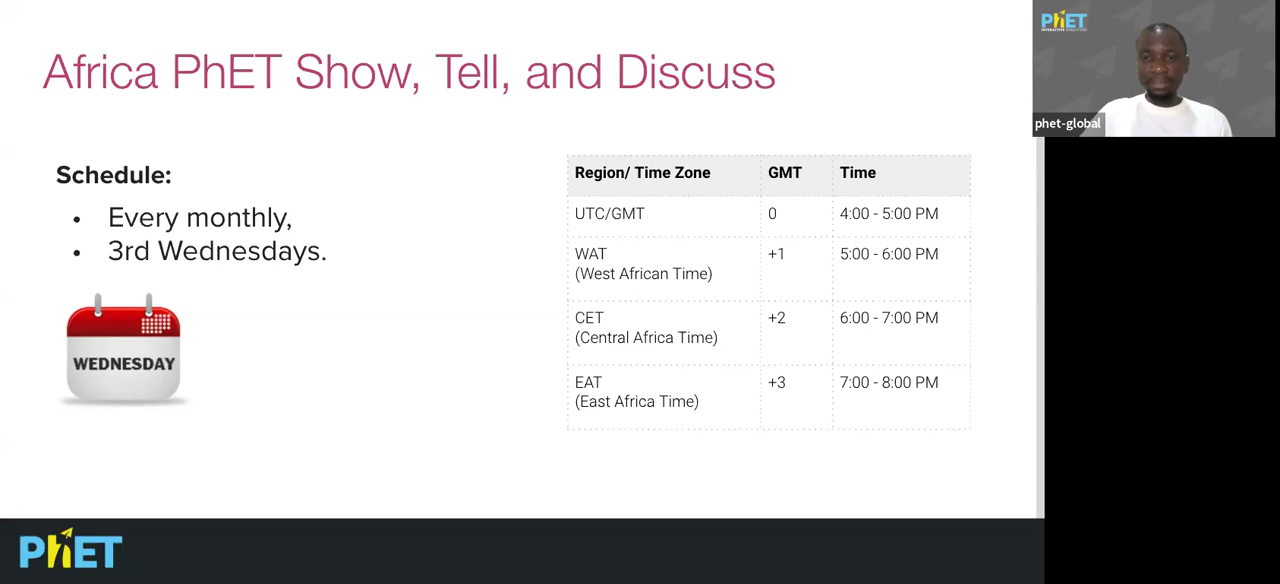 Africa PhET Show, Tell, and Discuss
Schedule:
• Every monthly,
• 3rd Wednesdays.
WEDNESDAY
Region/ Time Zone GMT Time
UTC/GMT 0 4:00 - 5:00 PM
WAT +1 5:00 - 6:00 PM
(West African Time)
CET +2 6:00 - 7:00 PM
(Central Africa Time)
EAT +3 7:00 - 8:00 PM
(East Africa Time)
PhET
PhET
INTERACTIVE SIMULATIONS
phet-global